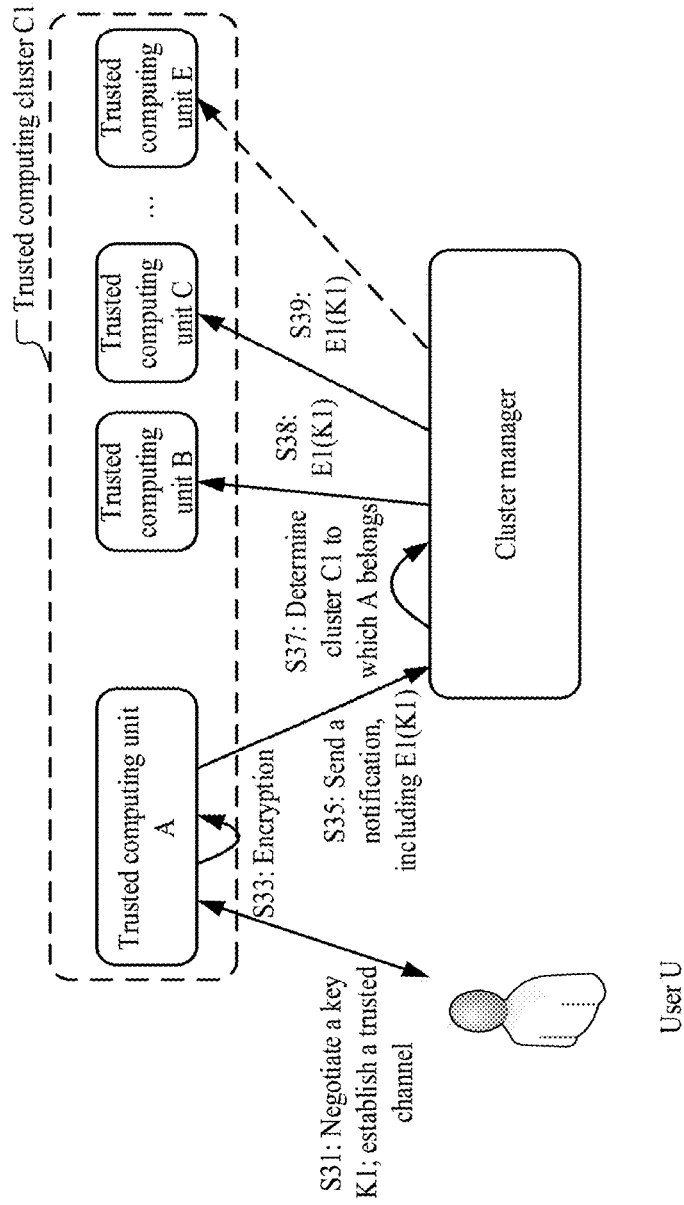 Trusted computing cluster C1
Trusted computing unit
A
Trusted
computing
unit B
Trusted
computing
unit C
...
Trusted
computing
unit E
S31: Negotiate a key
K1; establish a trusted
channel
S33: Encryption
S35: Send a
notification,
including E1(K1)
S37: Determine
cluster C1 to
which A belongs
S38:
E1(K1)
S39:
E1(K1)
Cluster manager
User U